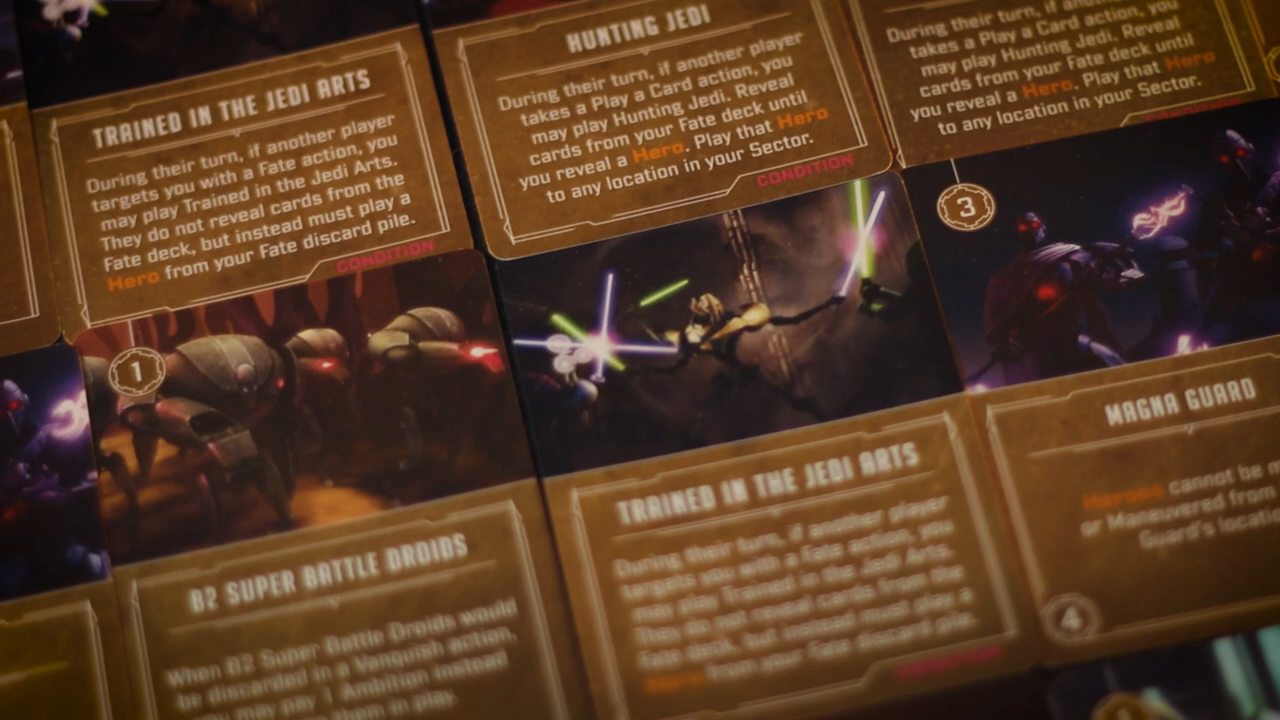 TRAINED IN THE JEDI ARTS
During their turn, if another player
targets you with a Fate action, you
may play Trained in the Jedi Arts.
They do not reveal cards from the
Fate deck, but instead must play a
Hero from your Fate discard pile.
CONDITION
HUNTING JEDI
During their turn, if another player
takes a Play a Card action, you
may play Hunting Jedi. Reveal
cards from your Fate deck until
you reveal a Hero. Play that Hero
to any location in your Sector.
CONDITION
During their turn, if another
takes a Play a Card action, you
may play Hunting Jedi. Reveal
cards from your Fate deck until
you reveal a Hero. Play that Hero
to any location in your Sector.
CONDITION
1
B2 SUPER BATTLE DROIDS
When B2 Super Battle Droids would
be discarded in a Vanquish action,
you may pay 1 Ambition instead
them in play.
TRAINED IN THE JEDI ARTS
During their turn, if another player
targets you with a Fate action, you
may play Trained in the Jedi Arts.
They do not reveal cards from the
Fate deck, but instead must play a
Hero from your Fate discard pile.
CONDITION
3
MAGNA GUARD
Heroes cannot be
or Maneuvered from
Guard's
4